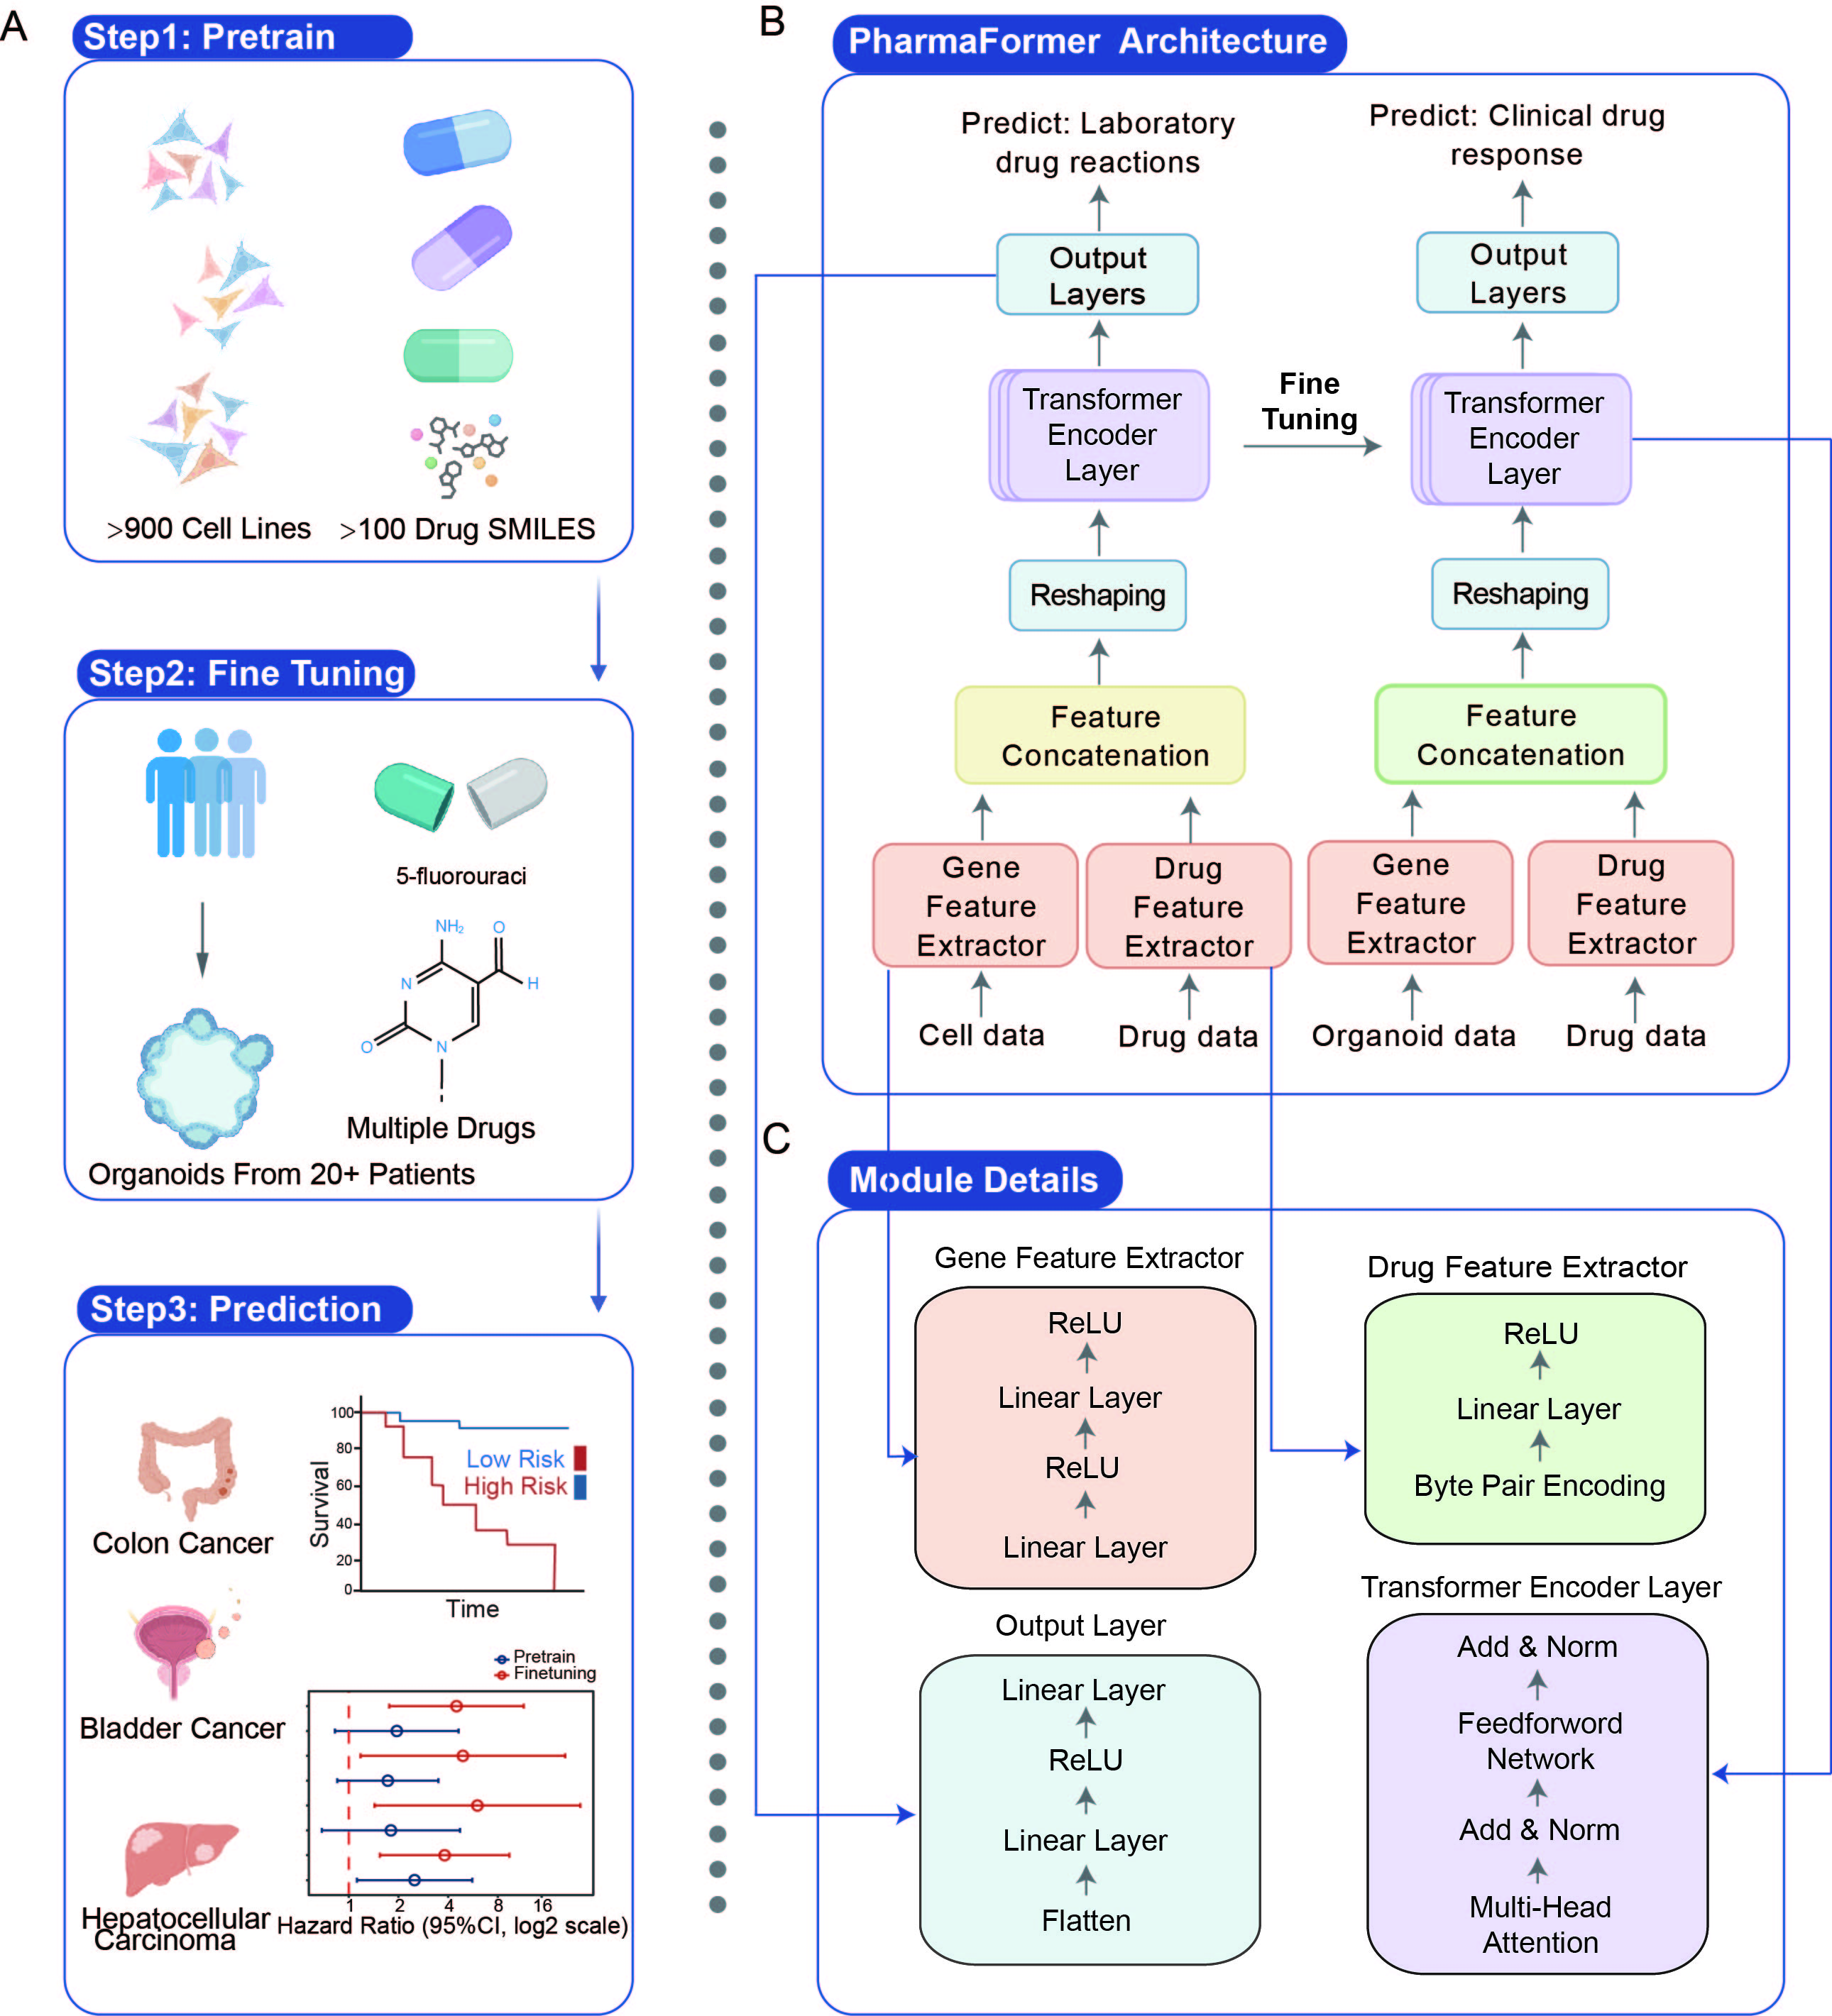 A
Step1: Pretrain
>900 Cell Lines
>100 Drug SMILES
Step2: Fine Tuning
5-fluorouraci
NH₂
O
N
H
O
N
Multiple Drugs
Organoids From 20+ Patients
Step3: Prediction
Colon Cancer
Bladder Cancer
Hepatocellular
Carcinoma
100
80
60
40
20
0
Survival
Low Risk
High Risk
Time
Pretrain
Finetuning
1 2 4 8 16
Hazard Ratio (95%CI, log2 scale)
B
PharmaFormer Architecture
Predict: Laboratory
drug reactions
Output
Layers
Transformer
Encoder
Layer
Reshaping
Feature
Concatenation
Gene
Feature
Extractor
Drug
Feature
Extractor
Cell data
Drug data
Fine
Tuning
Predict: Clinical drug
response
Output
Layers
Transformer
Encoder
Layer
Reshaping
Feature
Concatenation
Gene
Feature
Extractor
Drug
Feature
Extractor
Organoid data
Drug data
C
Module Details
Gene Feature Extractor
ReLU
Linear Layer
ReLU
Linear Layer
Drug Feature Extractor
ReLU
Linear Layer
Byte Pair Encoding
Output Layer
Linear Layer
ReLU
Linear Layer
Flatten
Transformer Encoder Layer
Add & Norm
Feedforword
Network
Add & Norm
Multi-Head
Attention